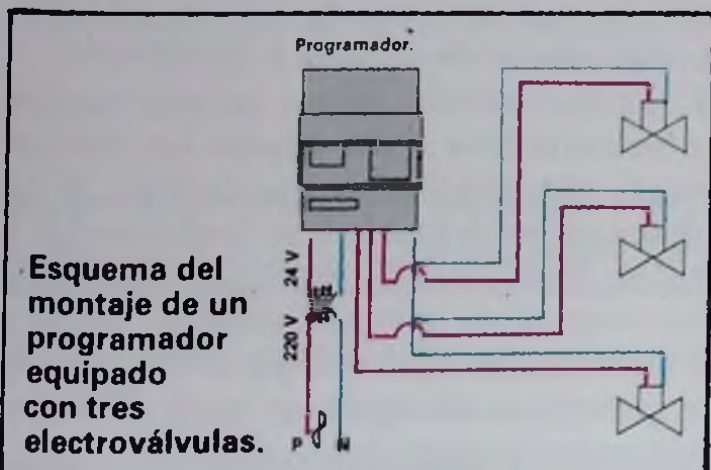 Programador.
24 V
220 V
Esquema del
montaje de un
programador
equipado
con tres
electroválvulas.
P N